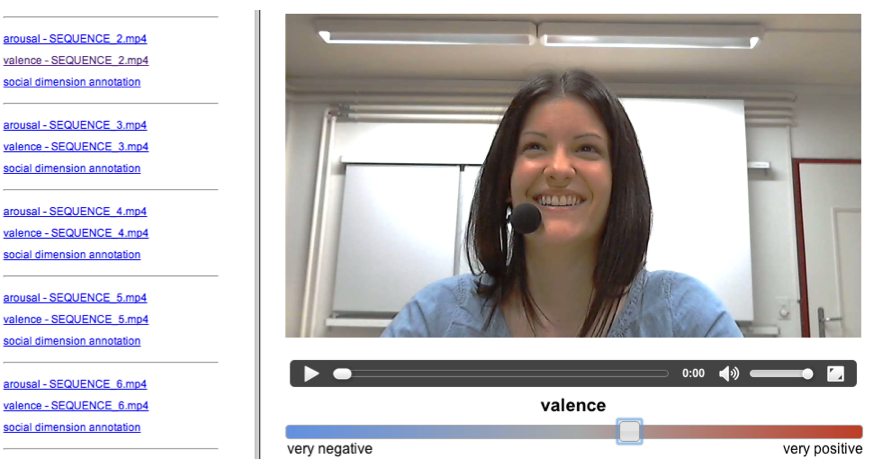 arousal - SEQUENCE_2.mp4
valence - SEQUENCE_2.mp4
social dimension annotation
arousal - SEQUENCE_3.mp4
valence - SEQUENCE_3.mp4
social dimension annotation
arousal - SEQUENCE_4.mp4
valence - SEQUENCE_4.mp4
social dimension annotation
arousal - SEQUENCE_5.mp4
valence - SEQUENCE_5.mp4
social dimension annotation
arousal - SEQUENCE_6.mp4
valence - SEQUENCE_6.mp4
social dimension annotation
0:00
valence
very negative
very positive